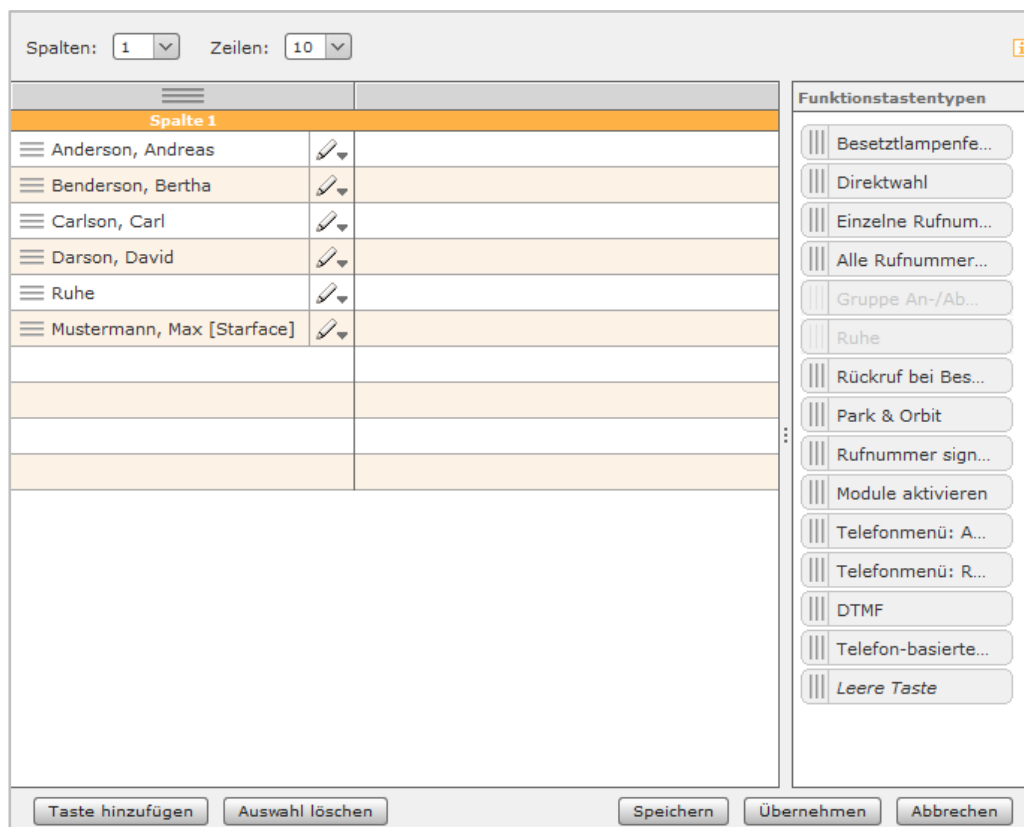 Spalten: 1 Zeilen: 10
Funktionstastentypen
Spalte 1
Anderson, Andreas
Benderson, Bertha
Carlson, Carl
Darson, David
Ruhe
Mustermann, Max [Starface]
Besetztlampenfe...
Direktwahl
Einzelne Rufnum...
Alle Rufnummer...
Gruppe An-/Ab...
Ruhe
Rückruf bei Bes...
Park & Orbit
Rufnummer sign...
Module aktivieren
Telefonmenü: A...
Telefonmenü: R...
DTMF
Telefon-basierte...
Leere Taste
Taste hinzufügen Auswahl löschen Speichern Übernehmen Abbrechen